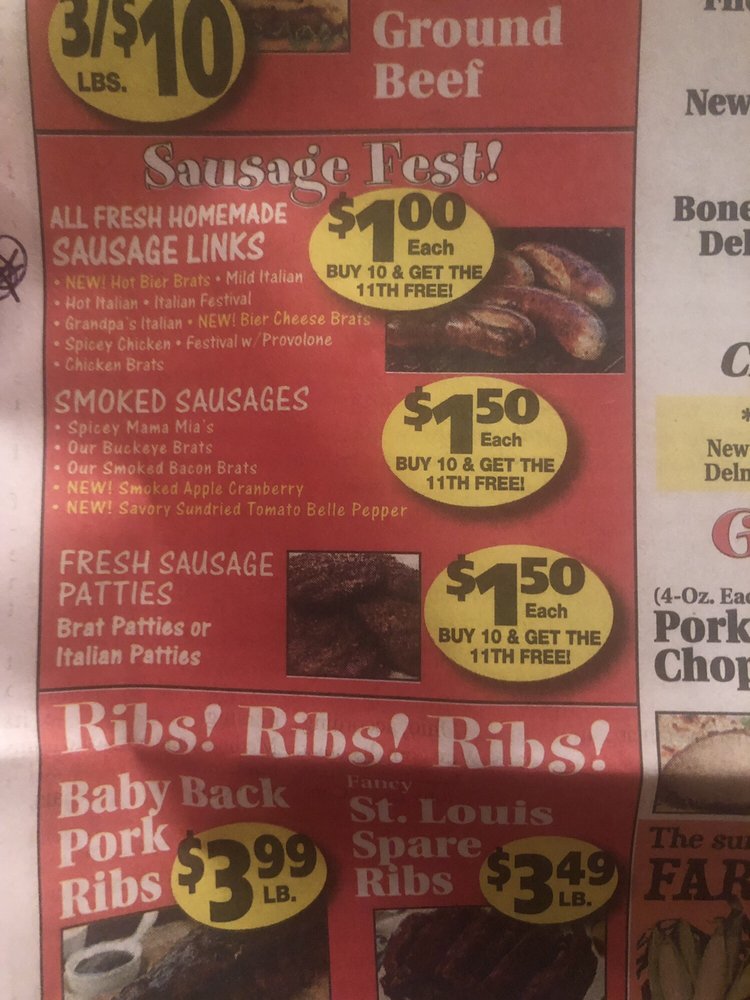 3/$10
LBS.
Ground
Beef
Sausage Fest!
ALL FRESH HOMEMADE
SAUSAGE LINKS
$1.00
Each
BUY 10 & GET THE
11TH FREE!
• NEW! Hot Bier Brats • Mild Italian
• Hot Italian • Italian Festival
• Grandpa's Italian • NEW! Bier Cheese Brats
• Spicey Chicken • Festival w/Provolone
• Chicken Brats
SMOKED SAUSAGES
• Spicey Mama Mia's
• Our Buckeye Brats
• Our Smoked Bacon Brats
• NEW! Smoked Apple Cranberry
• NEW! Savory Sundried Tomato Belle Pepper
$1.50
Each
BUY 10 & GET THE
11TH FREE!
FRESH SAUSAGE
PATTIES
Brat Patties or
Italian Patties
$1.50
Each
BUY 10 & GET THE
11TH FREE!
Ribs! Ribs! Ribs!
Baby Back
Pork
Ribs
$3.99
LB.
Fancy
St. Louis
Spare
Ribs
$3.49
LB.
New
Bone
Del
New
Deln
(4-Oz. Eac
Pork
Chop
The su
FAR